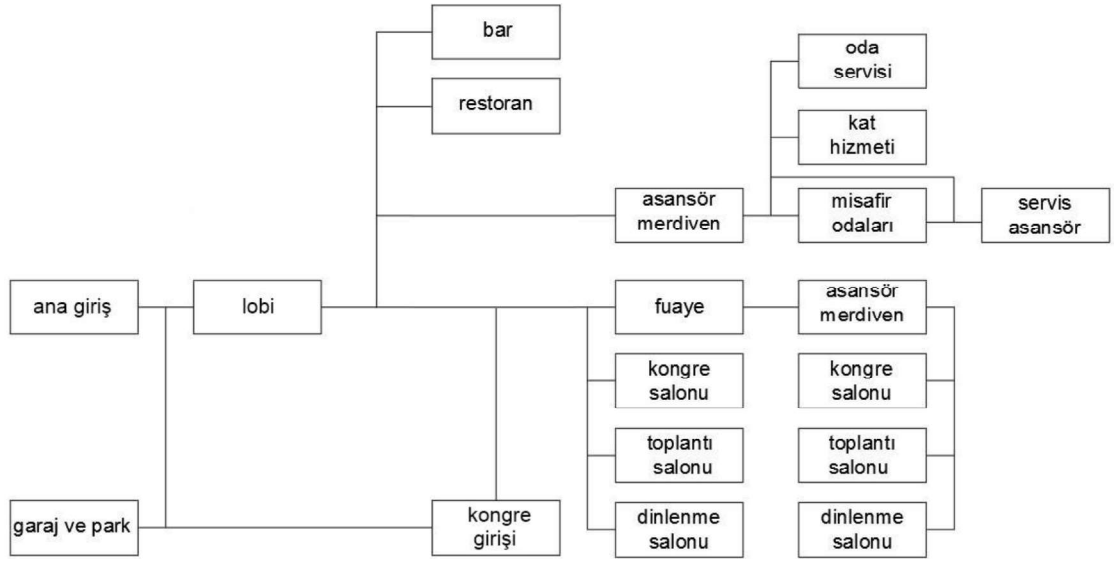 bar
restoran
oda
servisi
kat
hizmeti
asansör
merdiven
misafir
odaları
servis
asansör
ana giriş
lobi
fuaye
asansör
merdiven
kongre
salonu
kongre
salonu
toplantı
salonu
toplantı
salonu
garaj ve park
kongre
girişi
dinlenme
salonu
dinlenme
salonu